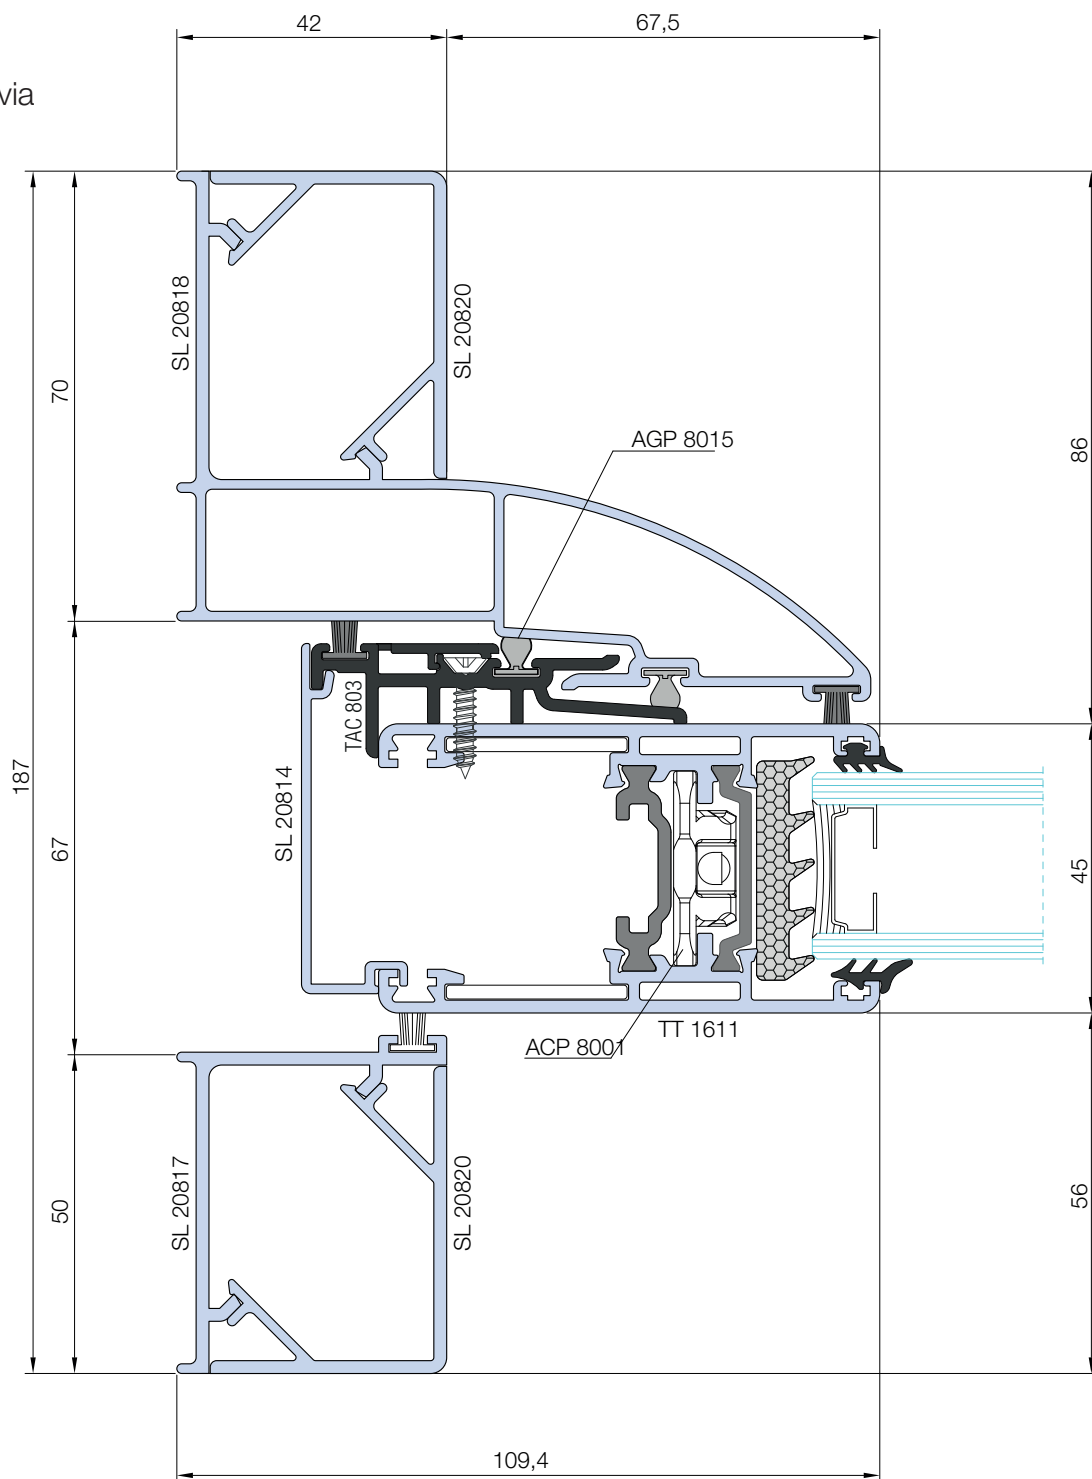 42
67,5
via
SL 20818
SL 20820
70
86
AGP 8015
TAC 803
187
SL 20814
67
45
TT 1611
ACP 8001
SL 20817
SL 20820
50
56
109,4